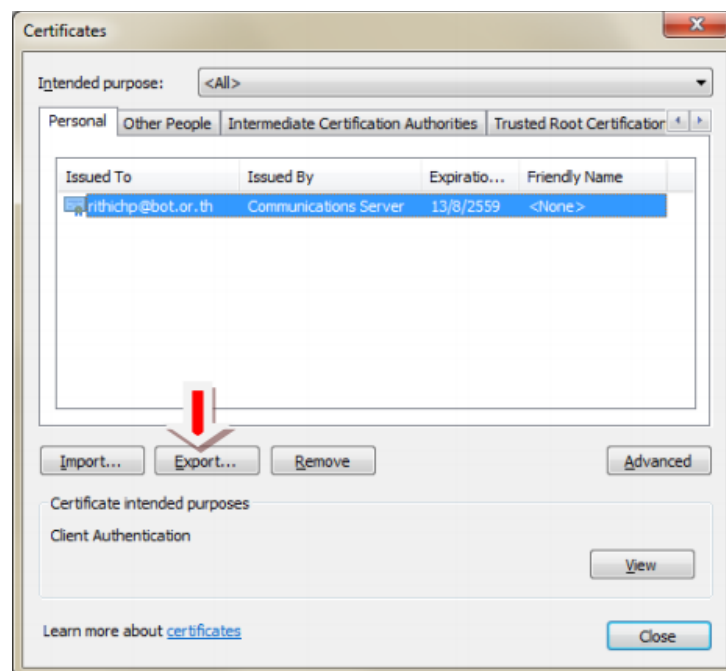 Certificates
Intended purpose: <All>
Personal Other People Intermediate Certification Authorities Trusted Root Certification
Issued To Issued By Expiratio... Friendly Name
rithichp@bot.or.th Communications Server 13/8/2559 <None>
Import... Export... Remove Advanced
Certificate intended purposes
Client Authentication
View
Learn more about certificates
Close